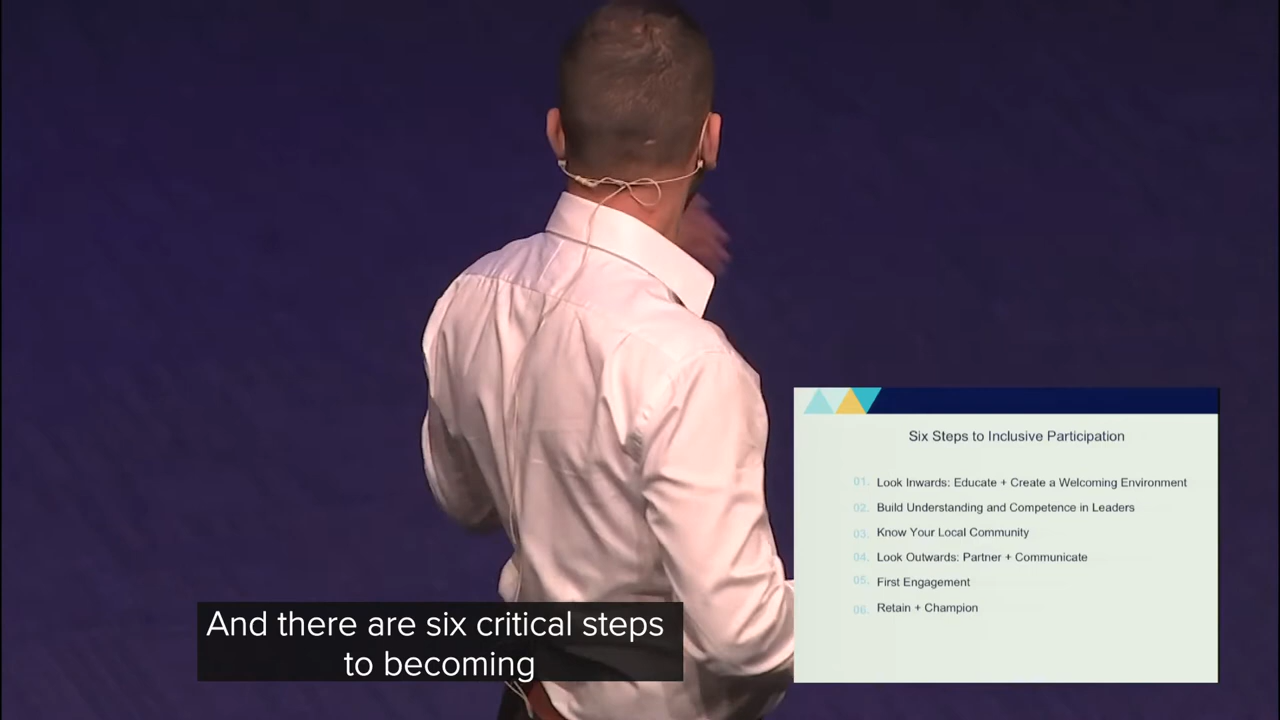 Six Steps to Inclusive Participation
01. Look Inwards: Educate + Create a Welcoming Environment
02. Build Understanding and Competence in Leaders
03. Know Your Local Community
04. Look Outwards: Partner + Communicate
05. First Engagement
06. Retain + Champion
And there are six critical steps
to becoming